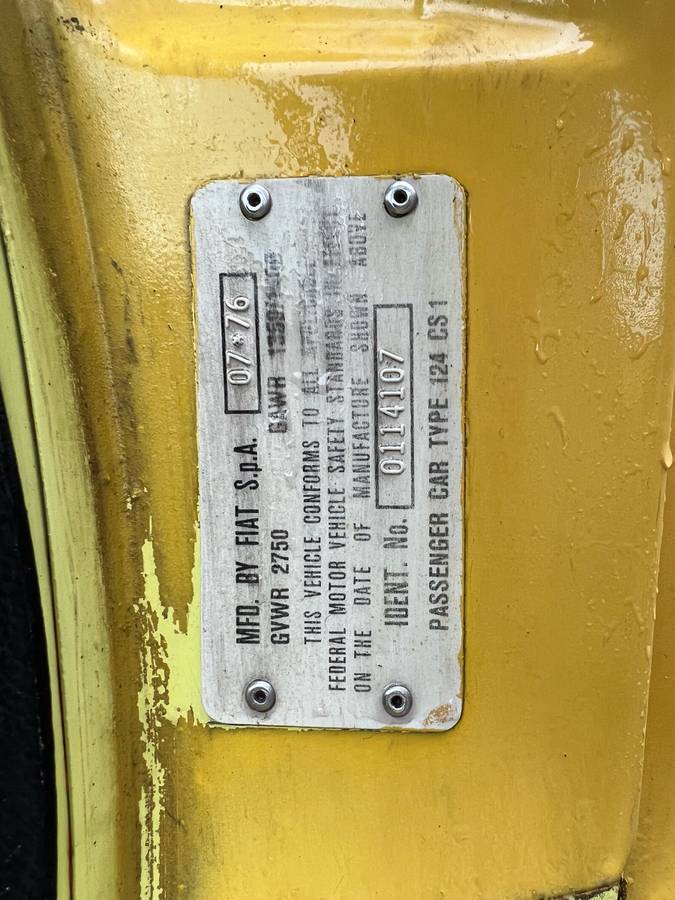 MFD. BY FIAT S.p.A. 07*76
GVWR 2750 GAWR
THIS VEHICLE CONFORMS TO ALL
FEDERAL MOTOR VEHICLE SAFETY STANDARDS IN
ON THE DATE OF MANUFACTURE SHOWN ABOVE
IDENT. No. 0114107
PASSENGER CAR TYPE 124 CS1